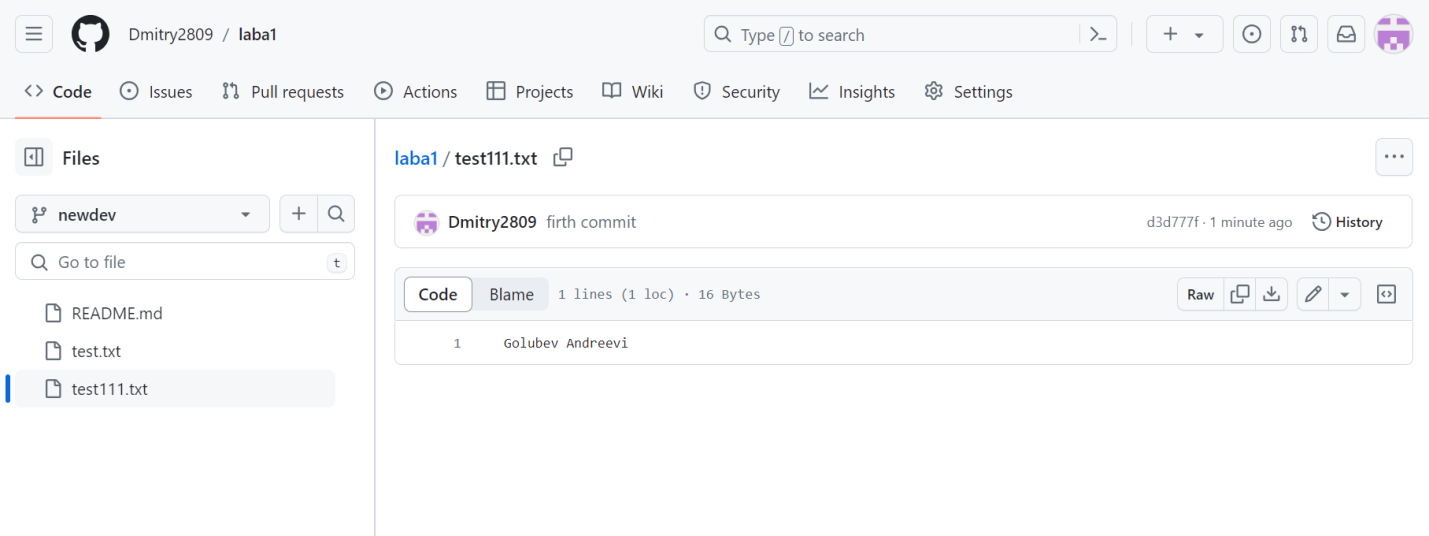 Dmitry2809 / laba1
Type / to search
Code Issues Pull requests Actions Projects Wiki Security Insights Settings
Files
newdev
Go to file t
README.md
test.txt
test111.txt
laba1 / test111.txt
Dmitry2809 firth commit d3d777f · 1 minute ago History
Code Blame 1 lines (1 loc) · 16 Bytes Raw
1 Golubev Andreevi